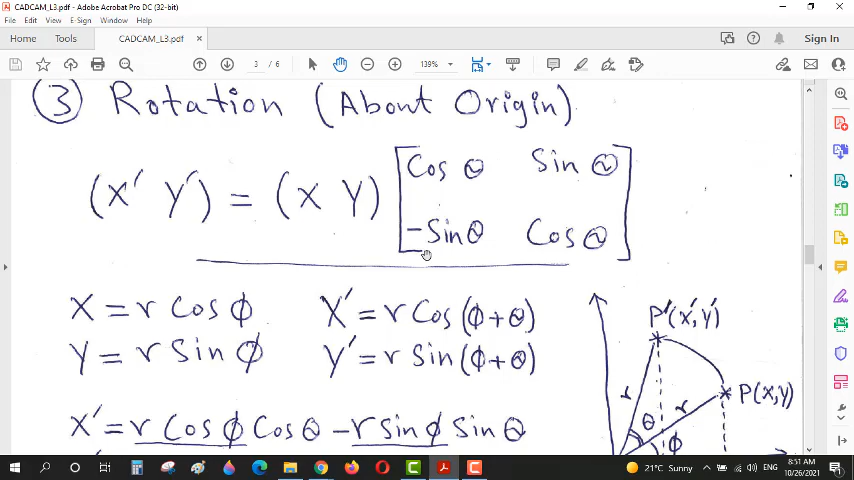 CADCAM_L3.pdf - Adobe Acrobat Pro DC (32-bit)
File Edit View E-Sign Window Help
Home Tools CADCAM_L3.pdf × Sign In
3 / 6 139%
③ Rotation (About Origin)
(X′ Y′) = (X Y) [Cos θ Sin θ
-Sin θ Cos θ]
X = r Cos ϕ X′ = r Cos (ϕ+θ)
Y = r Sin ϕ Y′ = r Sin (ϕ+θ)
P′(X′,Y′)
P(X,Y)
r r
θ ϕ
X′ = r Cos ϕ Cos θ - r Sin ϕ Sin θ
21°C Sunny ENG 8:51 AM
10/26/2021